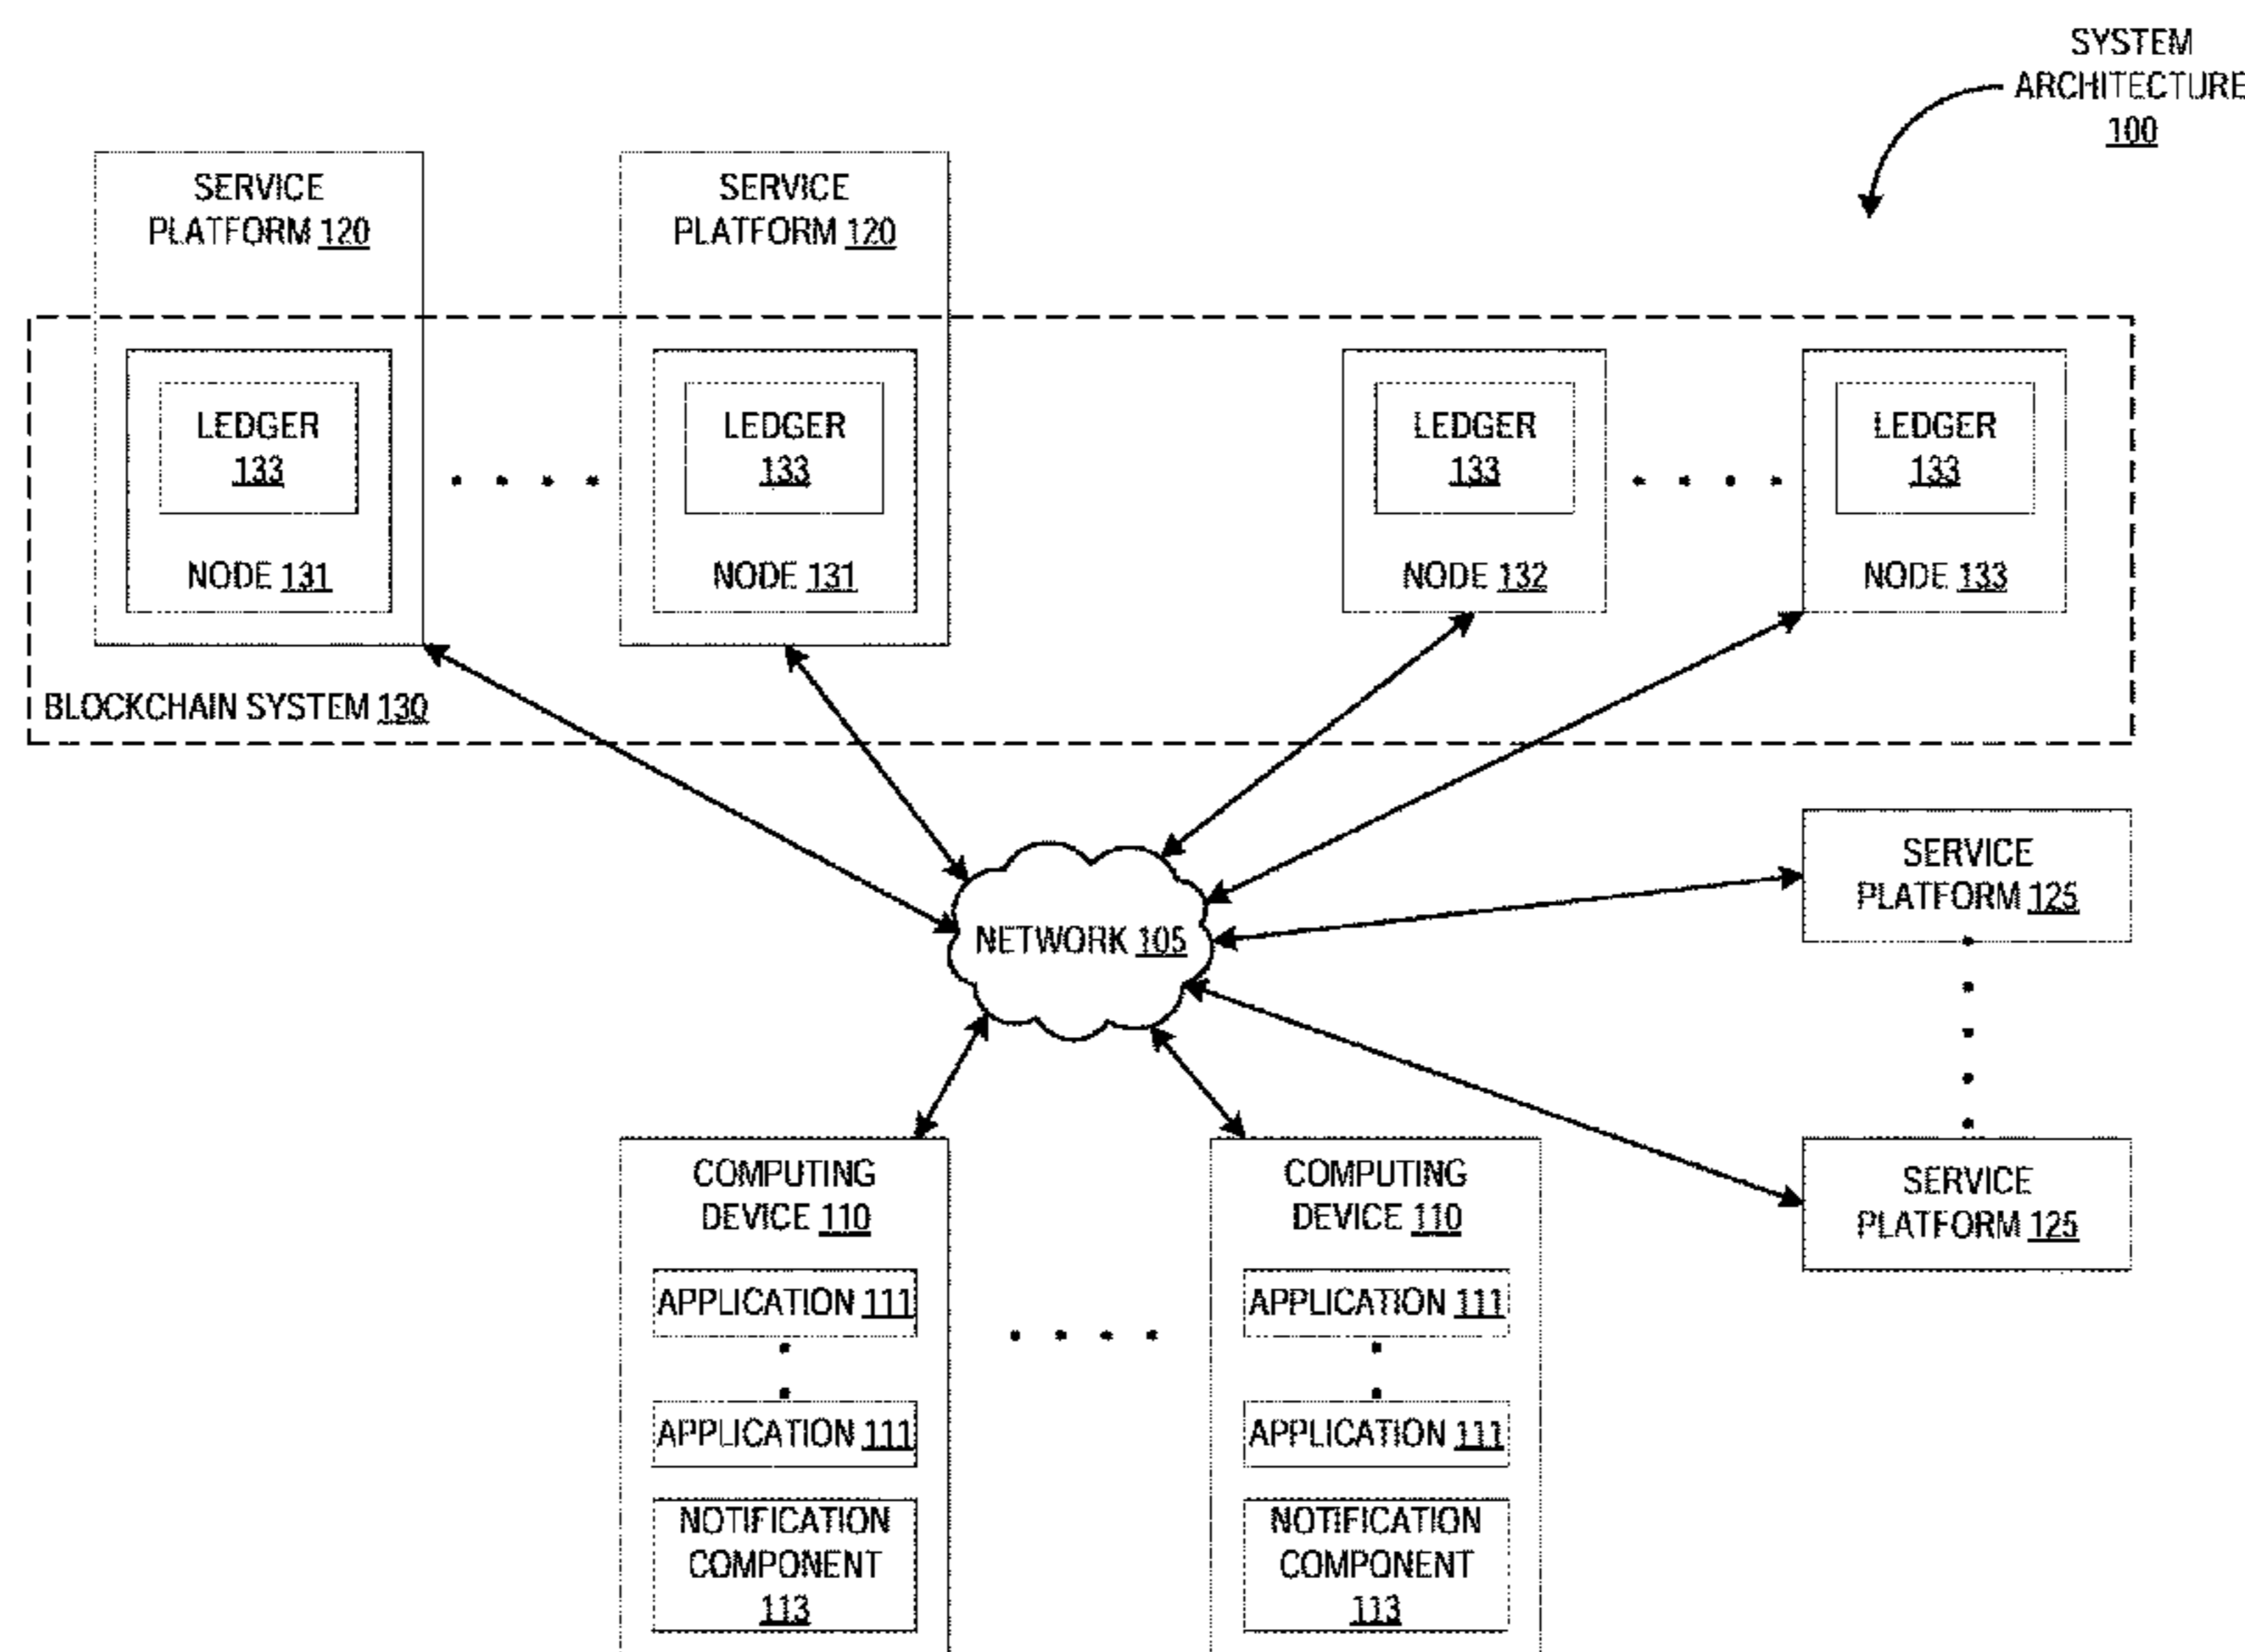 SYSTEM
ARCHITECTURE
100
SERVICE
PLATFORM 120
SERVICE
PLATFORM 120
LEDGER
133
NODE 131
LEDGER
133
NODE 131
LEDGER
133
NODE 132
LEDGER
133
NODE 133
BLOCKCHAIN SYSTEM 130
NETWORK 105
SERVICE
PLATFORM 125
SERVICE
PLATFORM 125
COMPUTING
DEVICE 110
APPLICATION 111
APPLICATION 111
NOTIFICATION
COMPONENT
113
COMPUTING
DEVICE 110
APPLICATION 111
APPLICATION 111
NOTIFICATION
COMPONENT
113